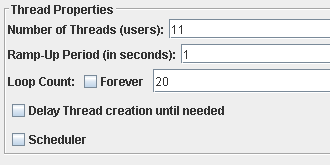 Thread Properties
Number of Threads (users): 11
Ramp-Up Period (in seconds): 1
Loop Count: Forever 20
Delay Thread creation until needed
Scheduler